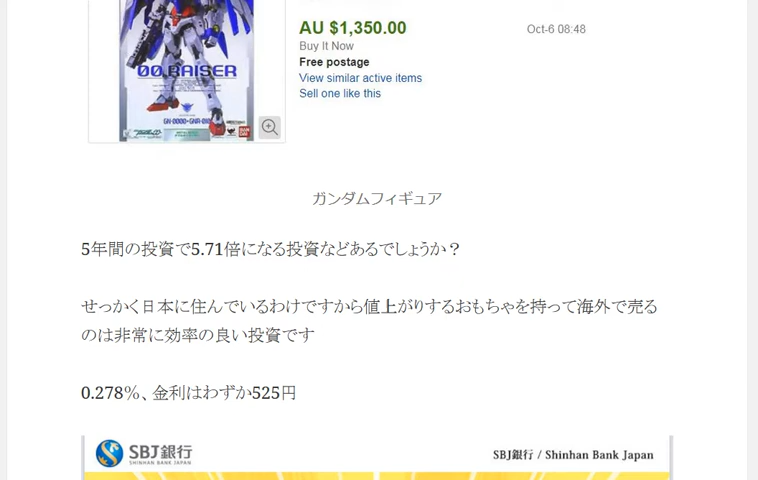 AU $1,350.00
Oct-6 08:48
Buy It Now
Free postage
View similar active items
Sell one like this
00 RAISER
GN-0000+GNR-010
BAN
DAI
ガンダムフィギュア
5年間の投資で5.71倍になる投資などあるでしょうか？
せっかく日本に住んでいるわけですから値上がりするおもちゃを持って海外で売る
のは非常に効率の良い投資です
0.278%、金利はわずか525円
SBJ銀行
SHINHAN BANK JAPAN
SBJ銀行 / Shinhan Bank Japan